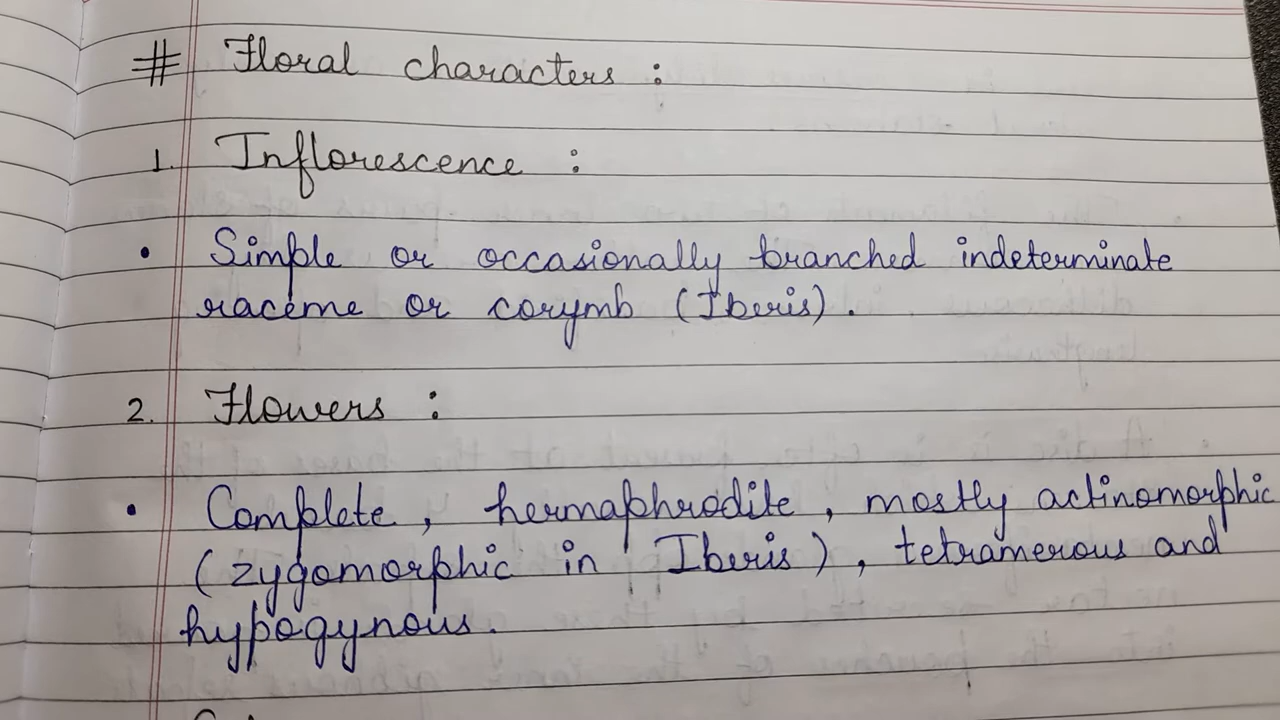 # Floral characters :
1. Inflorescence :
• Simple or occasionally branched indeterminate
raceme or corymb (Iberis).
2. Flowers :
• Complete, hermaphrodite, mostly actinomorphic
(zygomorphic in Iberis), tetramerous and
hypogynous.